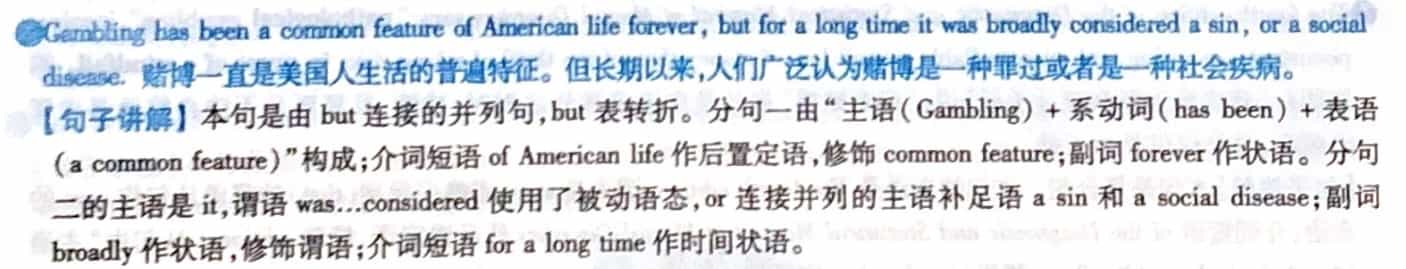 Gambling has been a common feature of American life forever, but for a long time it was broadly considered a sin, or a social
disease. 赌博一直是美国人生活的普遍特征。但长期以来,人们广泛认为赌博是一种罪过或者是一种社会疾病。
【句子讲解】本句是由 but 连接的并列句,but 表转折。分句一由“主语(Gambling) + 系动词(has been) + 表语
(a common feature)”构成;介词短语 of American life 作后置定语,修饰 common feature;副词 forever 作状语。分句
二的主语是 it,谓语 was…considered 使用了被动语态,or 连接并列的主语补足语 a sin 和 a social disease;副词
broadly 作状语,修饰谓语;介词短语 for a long time 作时间状语。